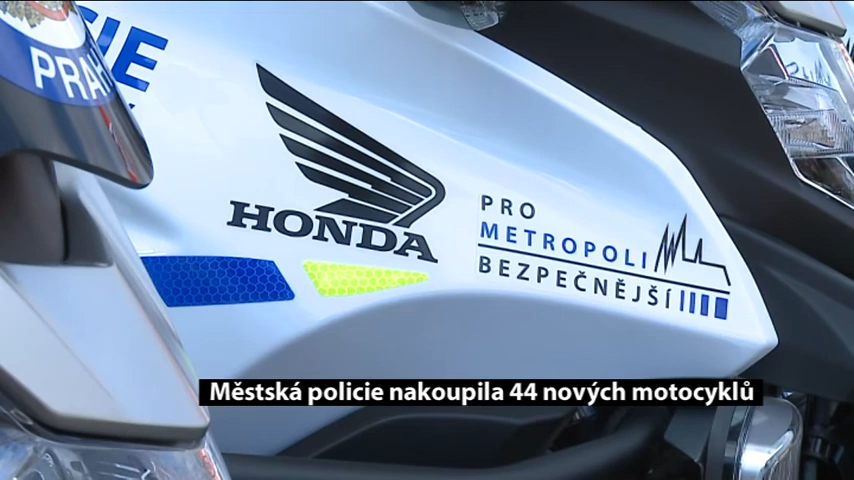 PRAH
HONDA
PRO
METROPOLI
BEZPEČNĚJŠÍ
Městská policie nakoupila 44 nových motocyklů